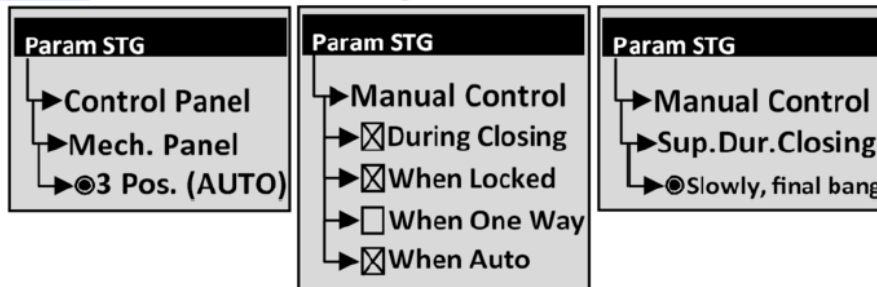 Param STG
Control Panel
Mech. Panel
3 Pos. (AUTO)
Param STG
Manual Control
During Closing
When Locked
When One Way
When Auto
Param STG
Manual Control
Sup.Dur.Closing
Slowly, final bang